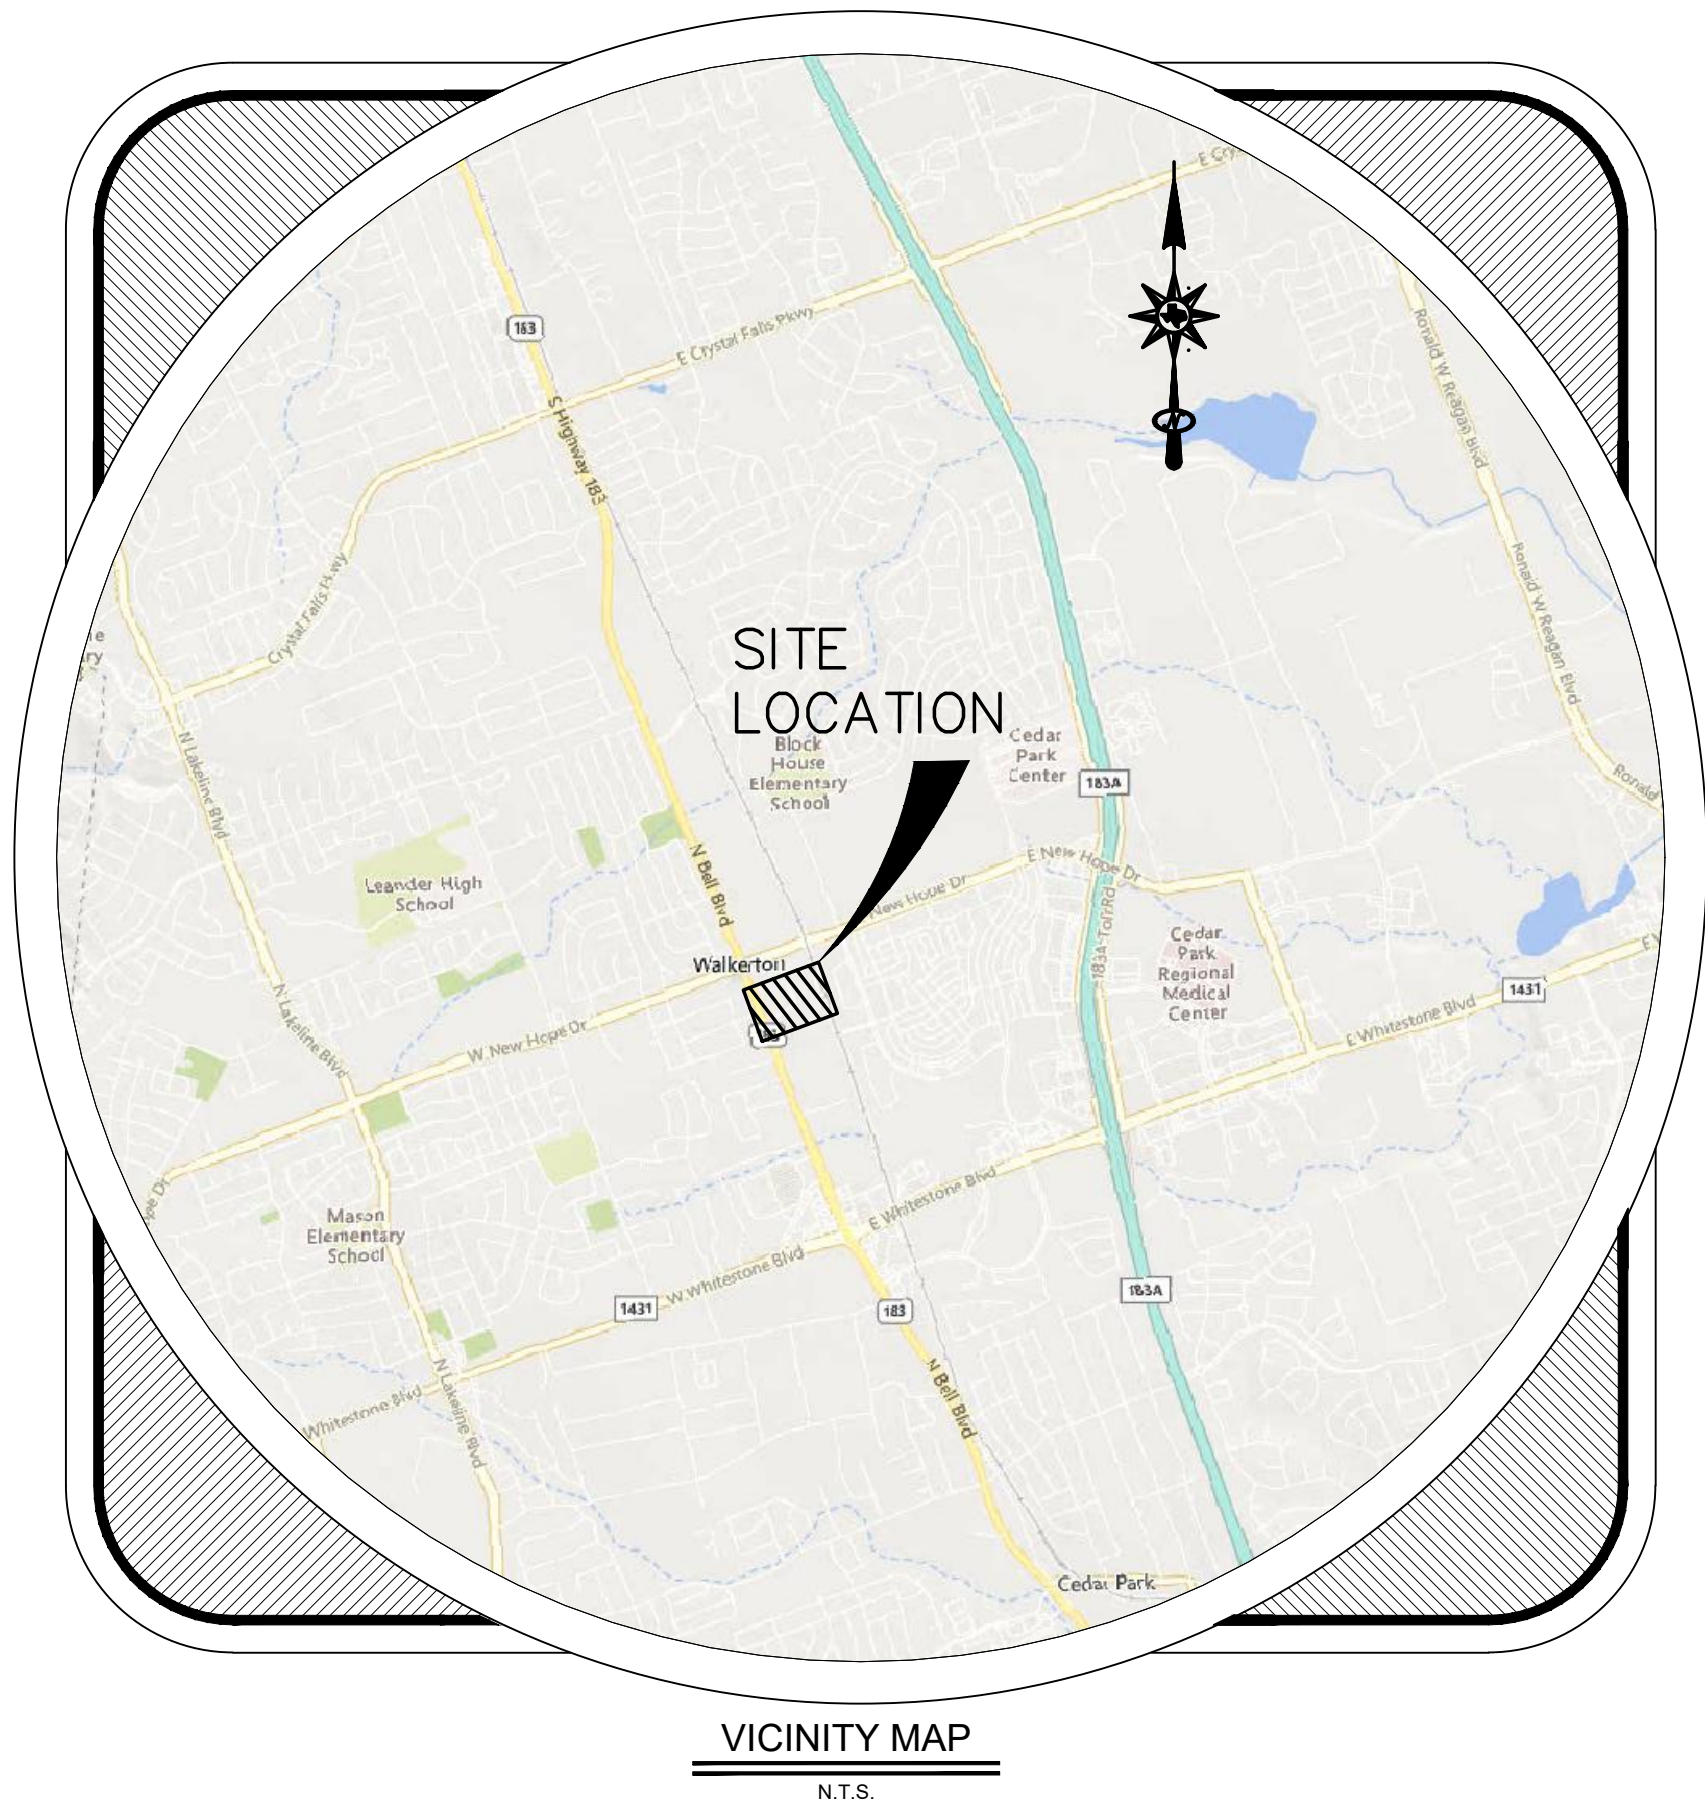 E Crys
183
E Crystal Falls Pkwy
S Highway 183
Ronald W Reagan Blvd
Crystal Falls Pkwy
Ronald W Reagan Blvd
SITE
LOCATION
N Lakeline Blvd
Block
House
Elementary
School
Cedar
Park
Center
183A
Ronald
N Bell Blvd
E New Hope Dr
Leander High
School
New Hope Dr
183A Toll Rd
Cedar
Park
Regional
Medical
Center
Walkerton
1431
N Lakeline Blvd
W New Hope Dr
E Whitestone Blvd
Mason
Elementary
School
E Whitestone Blvd
W Whitestone Blvd
1431
183
183A
N Lakeline Blvd
N Bell Blvd
Whitestone Blvd
Cedar Park
VICINITY MAP
N.T.S.